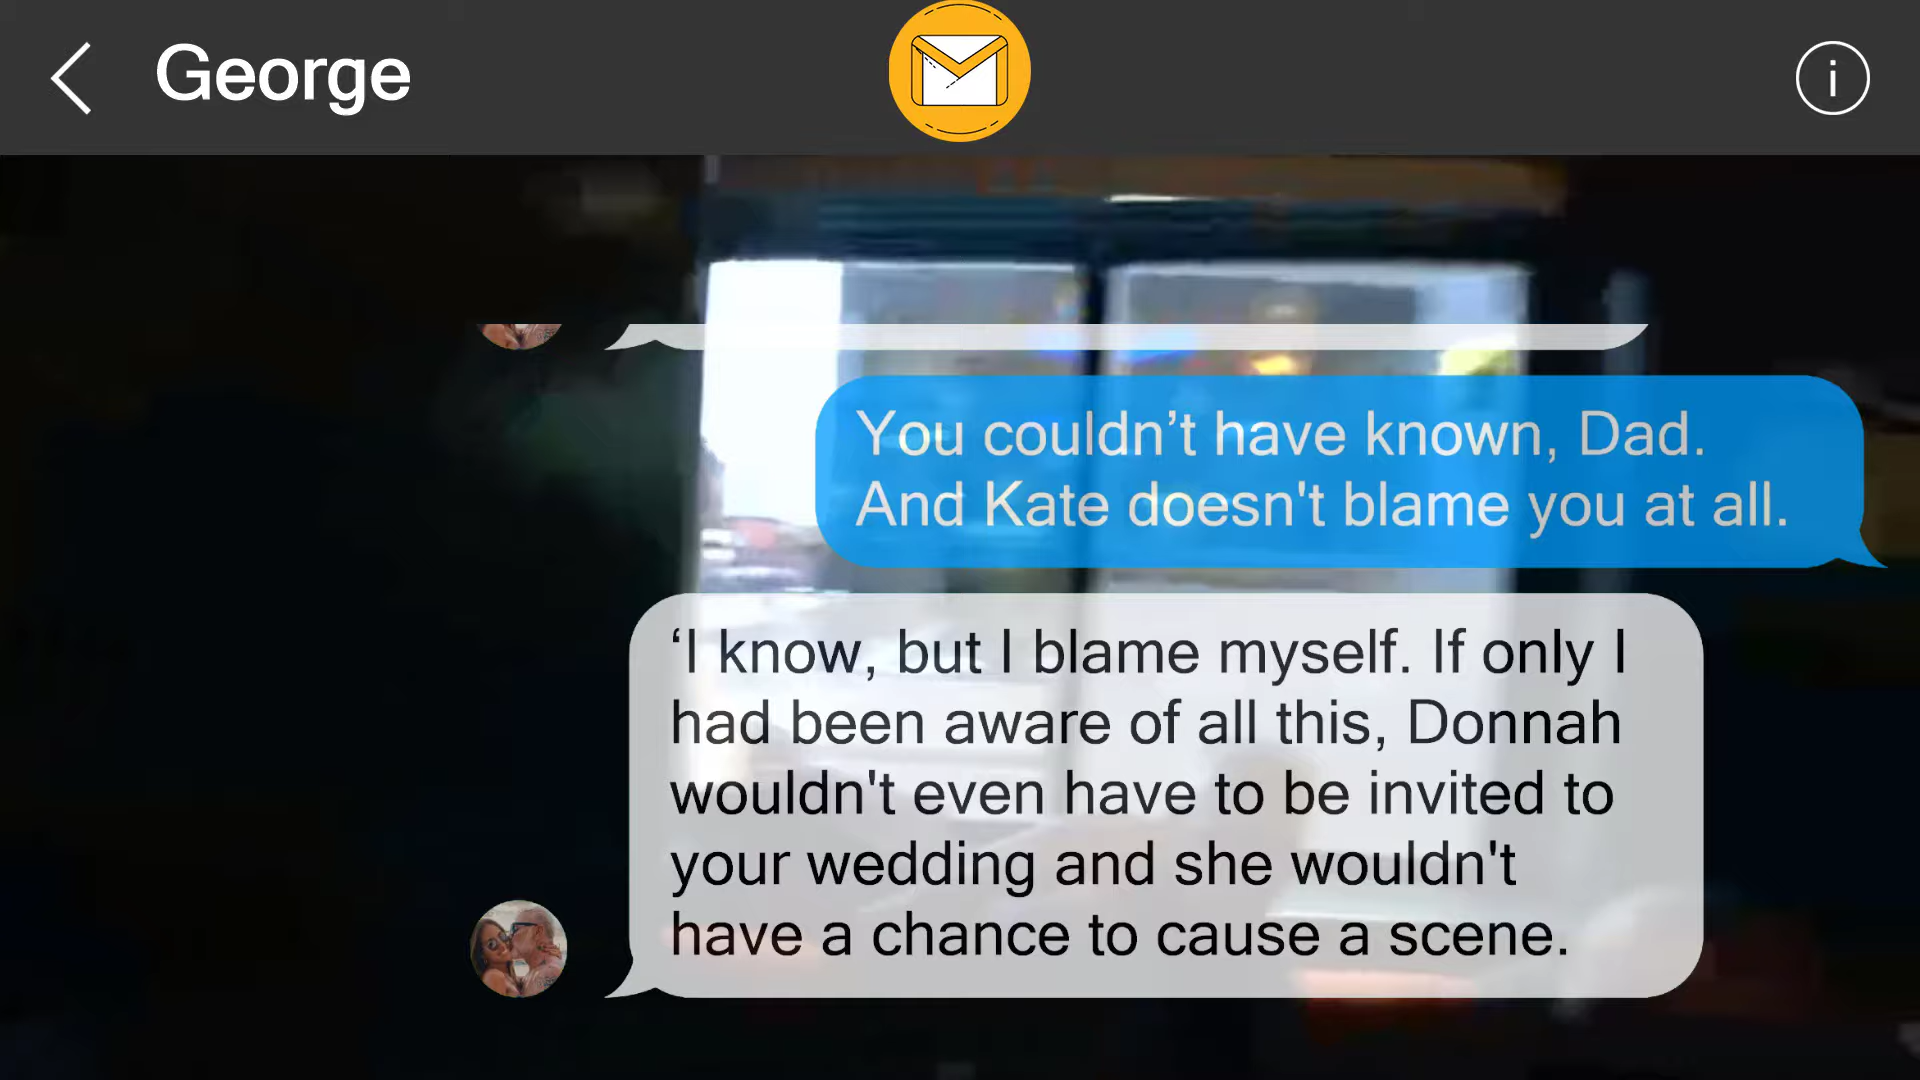 George
You couldn’t have known, Dad.
And Kate doesn't blame you at all.
‘I know, but I blame myself. If only I
had been aware of all this, Donnah
wouldn't even have to be invited to
your wedding and she wouldn't
have a chance to cause a scene.